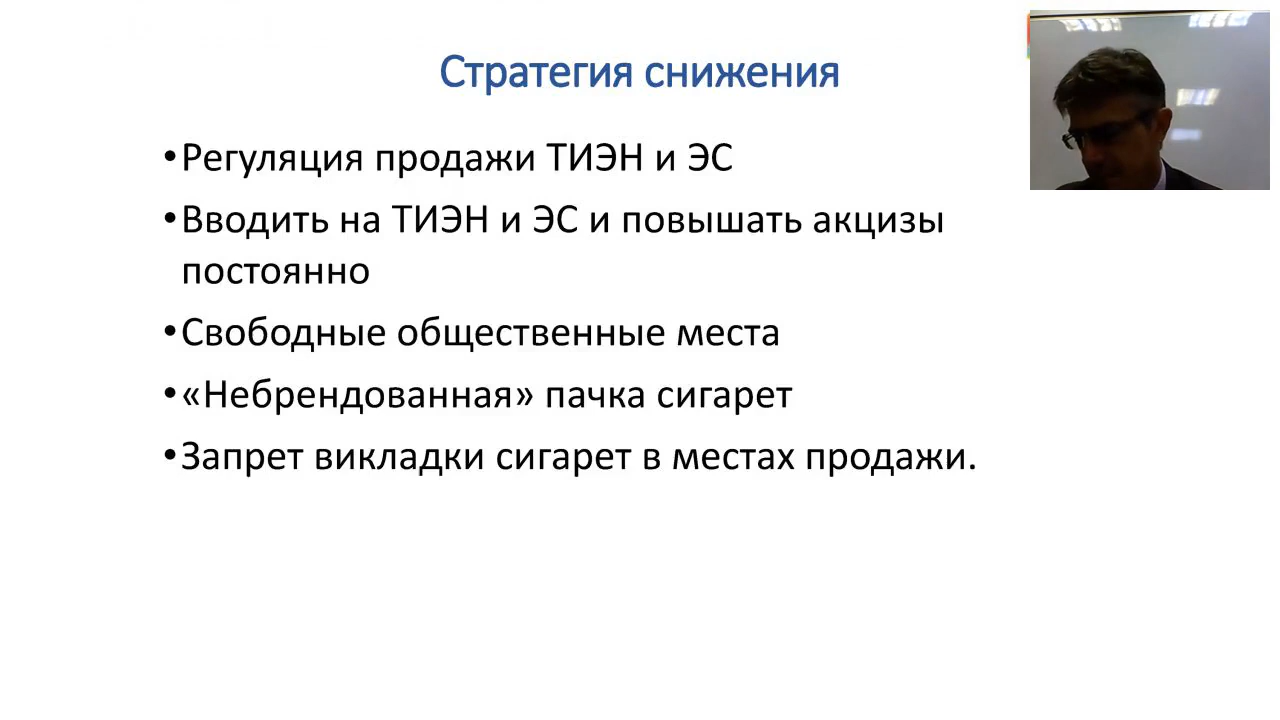 Стратегия снижения
•Регуляция продажи ТИЭН и ЭС
•Вводить на ТИЭН и ЭС и повышать акцизы
постоянно
•Свободные общественные места
•«Небрендованная» пачка сигарет
•Запрет викладки сигарет в местах продажи.